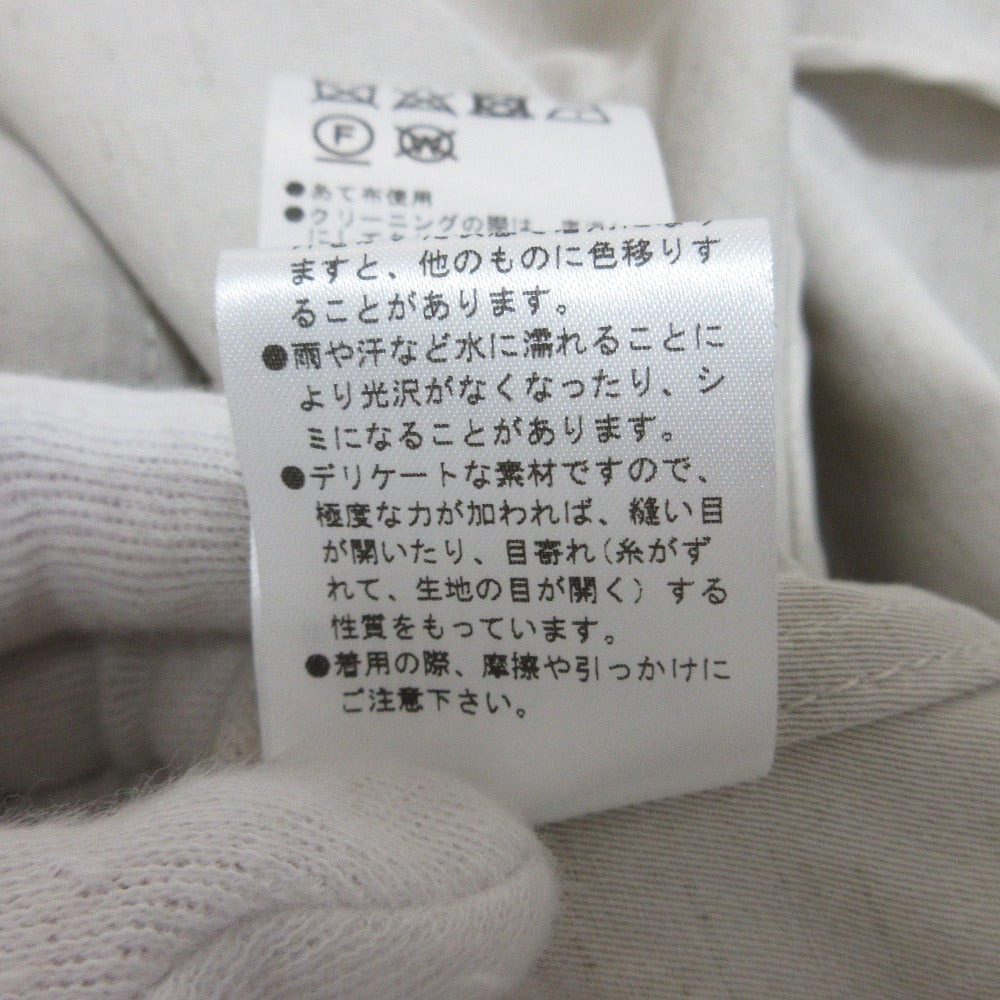 F
W
●あて布使用
●クリーニングの際は、
ますと、他のものに色移りす
ることがあります。
●雨や汗など水に濡れることに
より光沢がなくなったり、シ
ミになることがあります。
●デリケートな素材ですので、
極度な力が加われば、縫い目
が開いたり、目寄れ(糸がず
れて、生地の目が開く)する
性質をもっています。
●着用の際、摩擦や引っかけに
ご注意下さい。